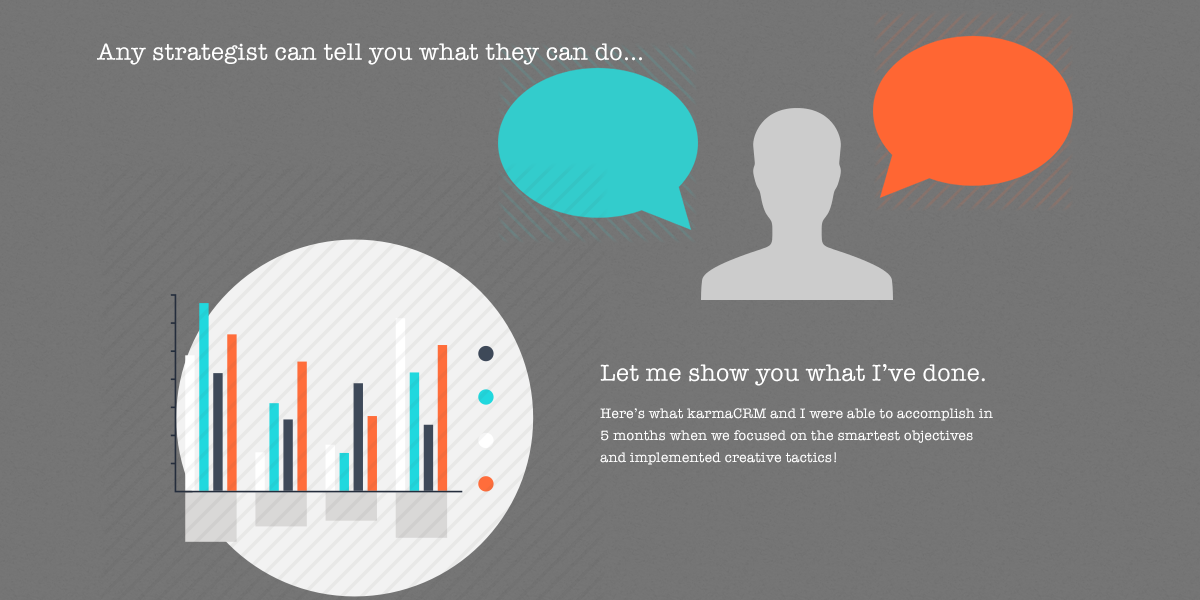 Any strategist can tell you what they can do...
Let me show you what I've done.
Here's what karmaCRM and I were able to accomplish in
5 months when we focused on the smartest objectives
and implemented creative tactics!